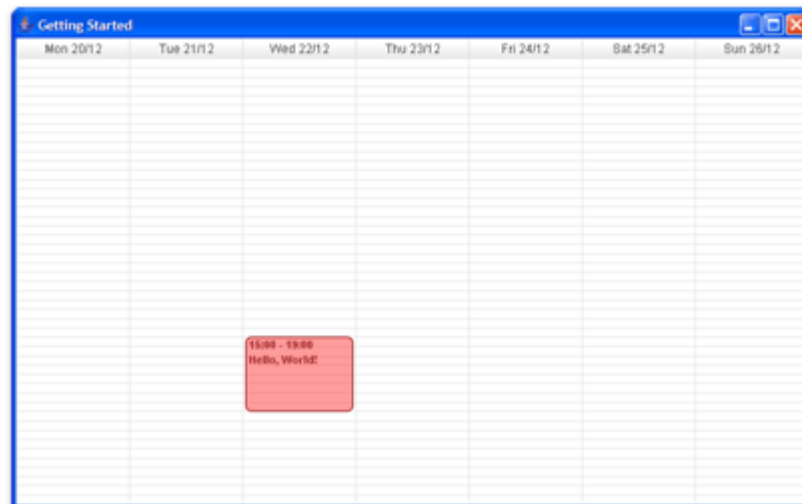 Getting Started
Mon 20/12 Tue 21/12 Wed 22/12 Thu 23/12 Fri 24/12 Sat 25/12 Sun 26/12
15:00 - 19:00
Hello, World!